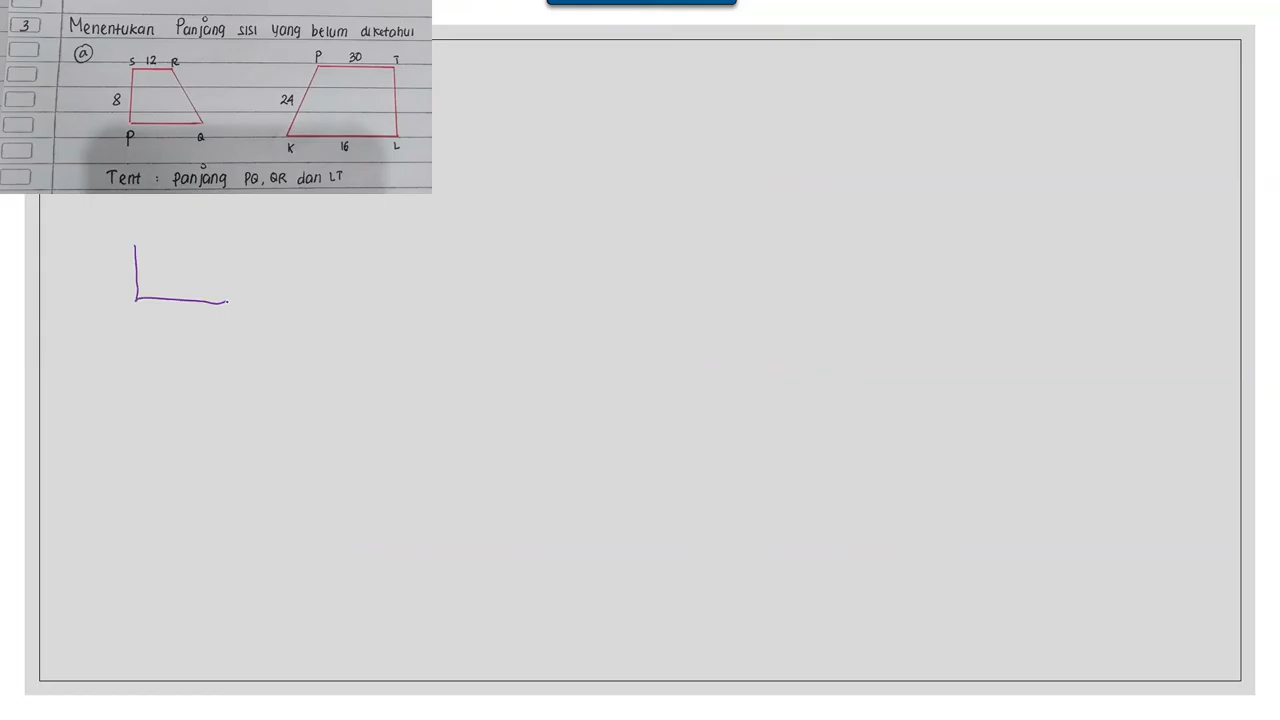 3 Menentukan Panjang sisi yang belum diketahui
a
S 12 R
P 30 T
8
24
P Q
K 16 L
Tent : panjang PQ, QR dan LT